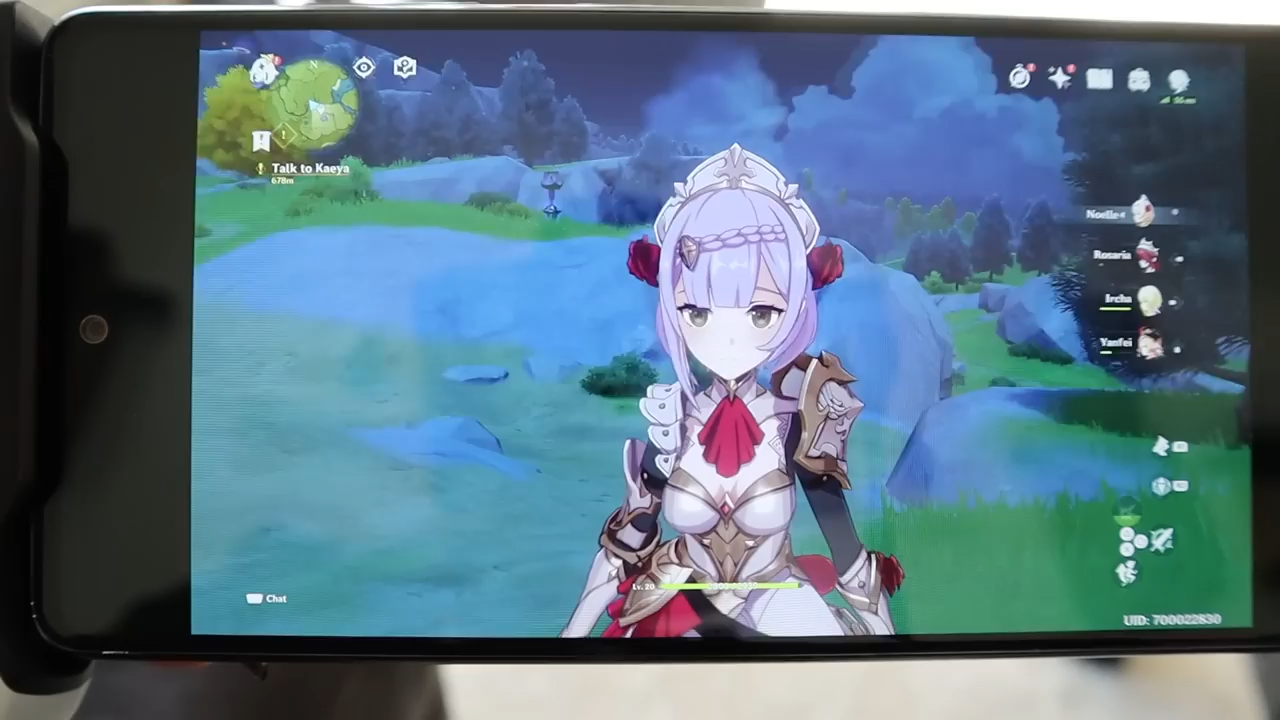 N
Talk to Kaeya
678m
Noelle
Rosaria
Ircha
Yanfei
Lv. 20
Chat
UID: 700022830